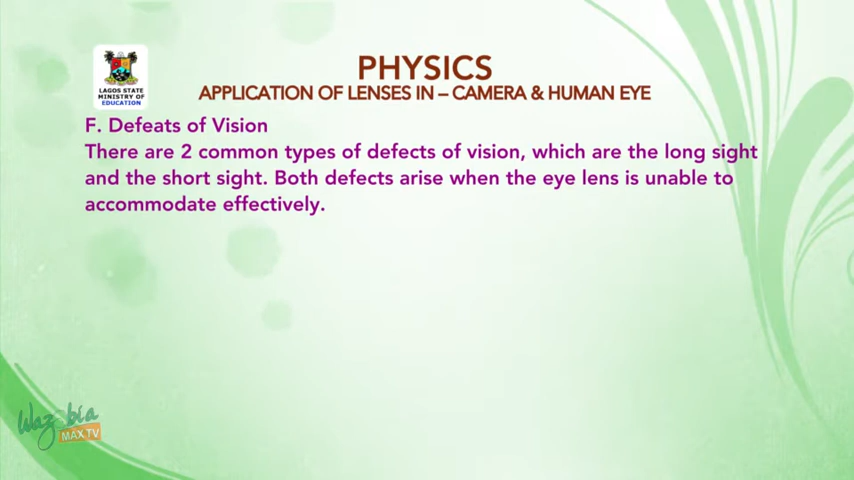 PHYSICS
APPLICATION OF LENSES IN – CAMERA & HUMAN EYE
LAGOS STATE
MINISTRY OF
EDUCATION
F. Defeats of Vision
There are 2 common types of defects of vision, which are the long sight
and the short sight. Both defects arise when the eye lens is unable to
accommodate effectively.
Wazobia
MAX TV